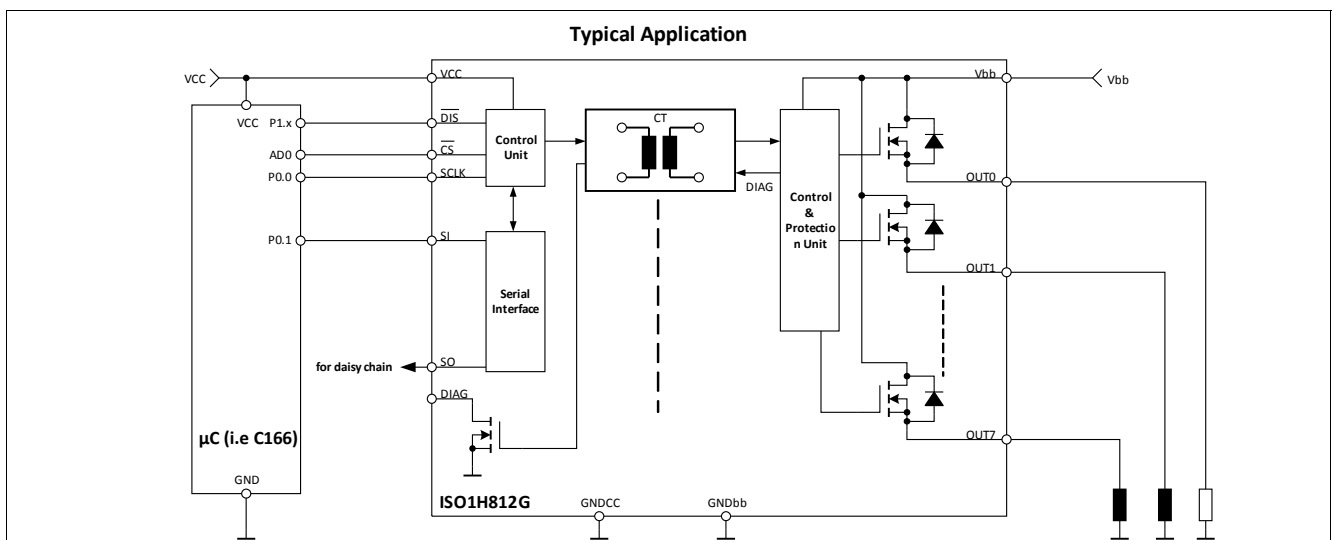 Typical Application
VCC
VCC
Vbb
Vbb
VCC P1.x
DIS
CT
Control
Unit
AD0
CS
P0.0
SCLK
DIAG
OUT0
Control
&
Protectio
n Unit
P0.1
SI
OUT1
Serial
Interface
for daisy chain
SO
DIAG
µC (i.e C166)
OUT7
GND
ISO1H812G
GNDCC
GNDbb